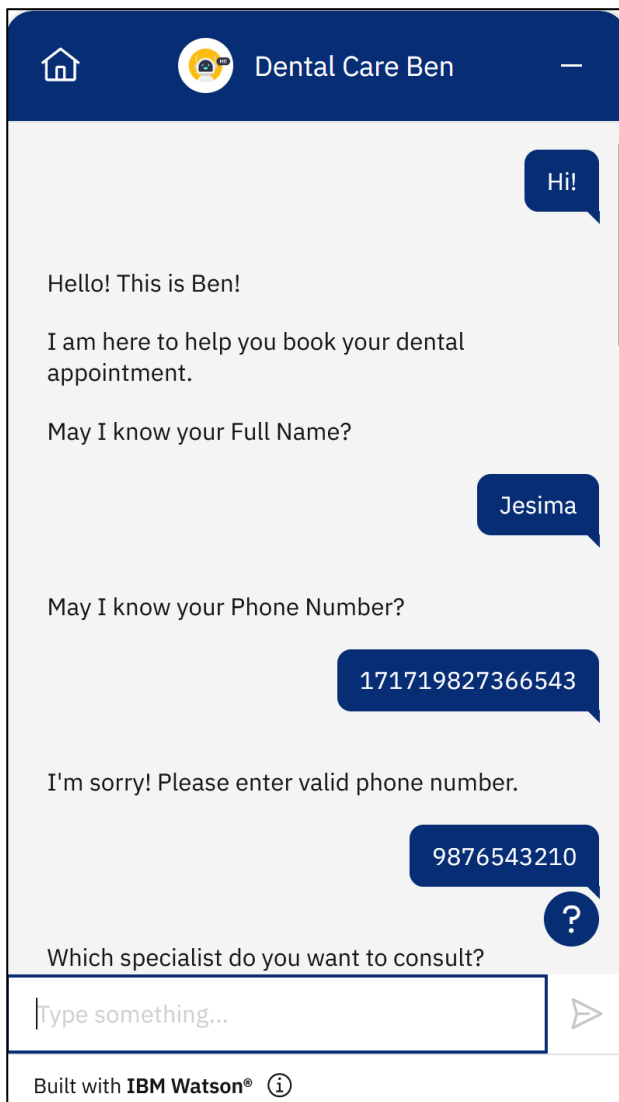 Dental Care Ben
Hi!
Hello! This is Ben!
I am here to help you book your dental
appointment.
May I know your Full Name?
Jesima
May I know your Phone Number?
171719827366543
I'm sorry! Please enter valid phone number.
9876543210
?
Which specialist do you want to consult?
Type something...
Built with IBM Watson®